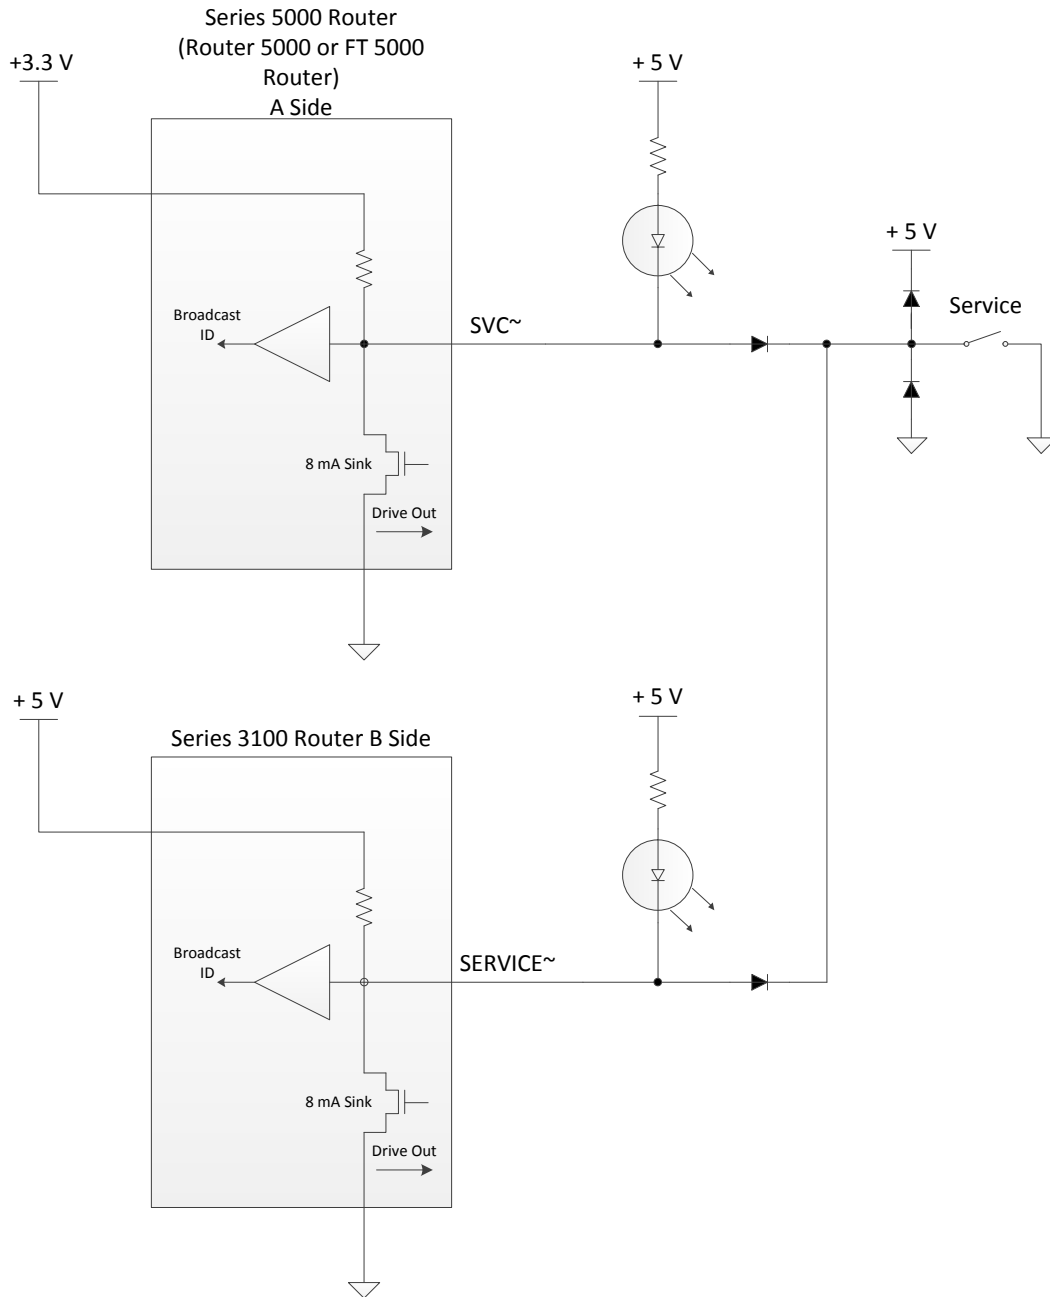 Series 5000 Router
(Router 5000 or FT 5000
Router)
A Side
+3.3 V
+ 5 V
+ 5 V
Service
Broadcast
ID
SVC~
8 mA Sink
Drive Out
+ 5 V
+ 5 V
Series 3100 Router B Side
Broadcast
ID
SERVICE~
8 mA Sink
Drive Out